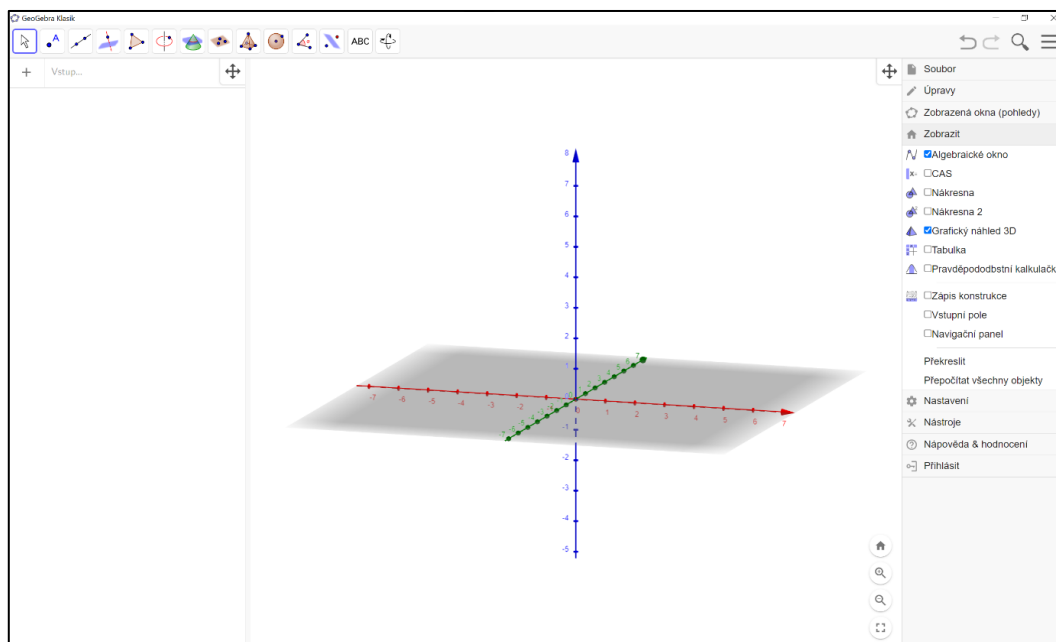 GeoGebra Klasik
ABC
Vstup...
Soubor
Úpravy
Zobrazená okna (pohledy)
Zobrazit
Algebraické okno
CAS
Nákresna
Nákresna 2
Grafický náhled 3D
Tabulka
Pravděpododbstní kalkulačk
Zápis konstrukce
Vstupní pole
Navigační panel
Překreslit
Přepočítat všechny objekty
Nastavení
Nástroje
Nápověda & hodnocení
Přihlásit
8
7
6
5
4
3
2
1
-1
-2
-3
-4
-5
-7 -6 -5 -4 -3 -2 0 1 2 3 4 5 6 7